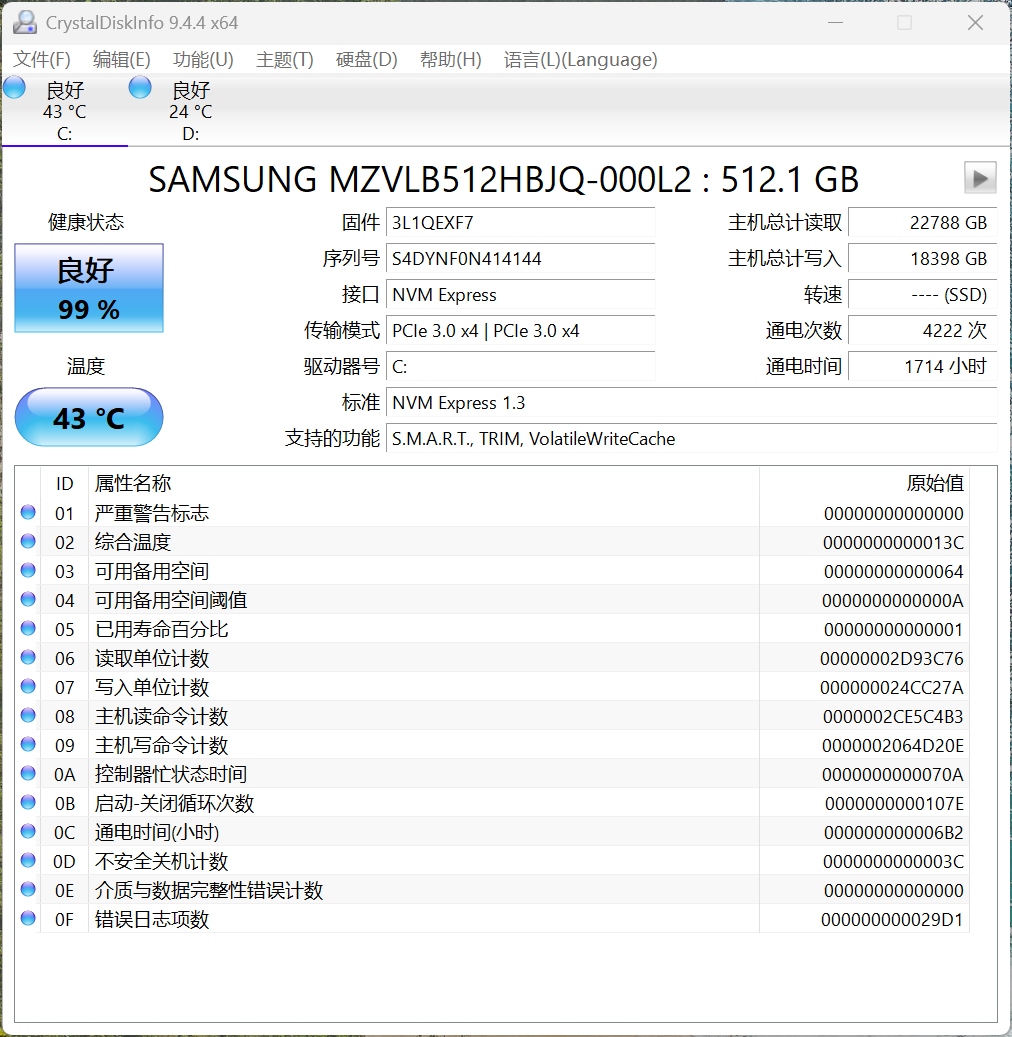 CrystalDiskInfo 9.4.4 x64
文件(F) 编辑(E) 功能(U) 主题(T) 硬盘(D) 帮助(H) 语言(L)(Language)
良好 良好
43 °C 24 °C
C: D:
SAMSUNG MZVLB512HBJQ-000L2 : 512.1 GB
健康状态 固件 3L1QEXF7 主机总计读取 22788 GB
良好 序列号 S4DYNF0N414144 主机总计写入 18398 GB
99 % 接口 NVM Express 转速 ---- (SSD)
传输模式 PCIe 3.0 x4 | PCIe 3.0 x4 通电次数 4222 次
温度 驱动器号 C: 通电时间 1714 小时
43 °C 标准 NVM Express 1.3
支持的功能 S.M.A.R.T., TRIM, VolatileWriteCache
ID 属性名称 原始值
01 严重警告标志 00000000000000
02 综合温度 0000000000013C
03 可用备用空间 00000000000064
04 可用备用空间阈值 0000000000000A
05 已用寿命百分比 00000000000001
06 读取单位计数 00000002D93C76
07 写入单位计数 000000024CC27A
08 主机读命令计数 0000002CE5C4B3
09 主机写命令计数 0000002064D20E
0A 控制器忙状态时间 0000000000070A
0B 启动-关闭循环次数 0000000000107E
0C 通电时间(小时) 000000000006B2
0D 不安全关机计数 0000000000003C
0E 介质与数据完整性错误计数 00000000000000
0F 错误日志项数 000000000029D1